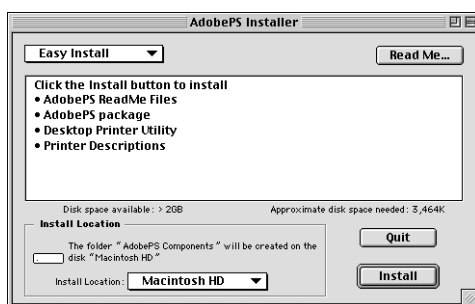 AdobePS Installer
Easy Install
Read Me...
Click the Install button to install
• AdobePS ReadMe Files
• AdobePS package
• Desktop Printer Utility
• Printer Descriptions
Disk space available: > 2GB
Approximate disk space needed: 3,464K
Install Location
The folder "AdobePS Components" will be created on the
disk "Macintosh HD"
Install Location:
Macintosh HD
Quit
Install